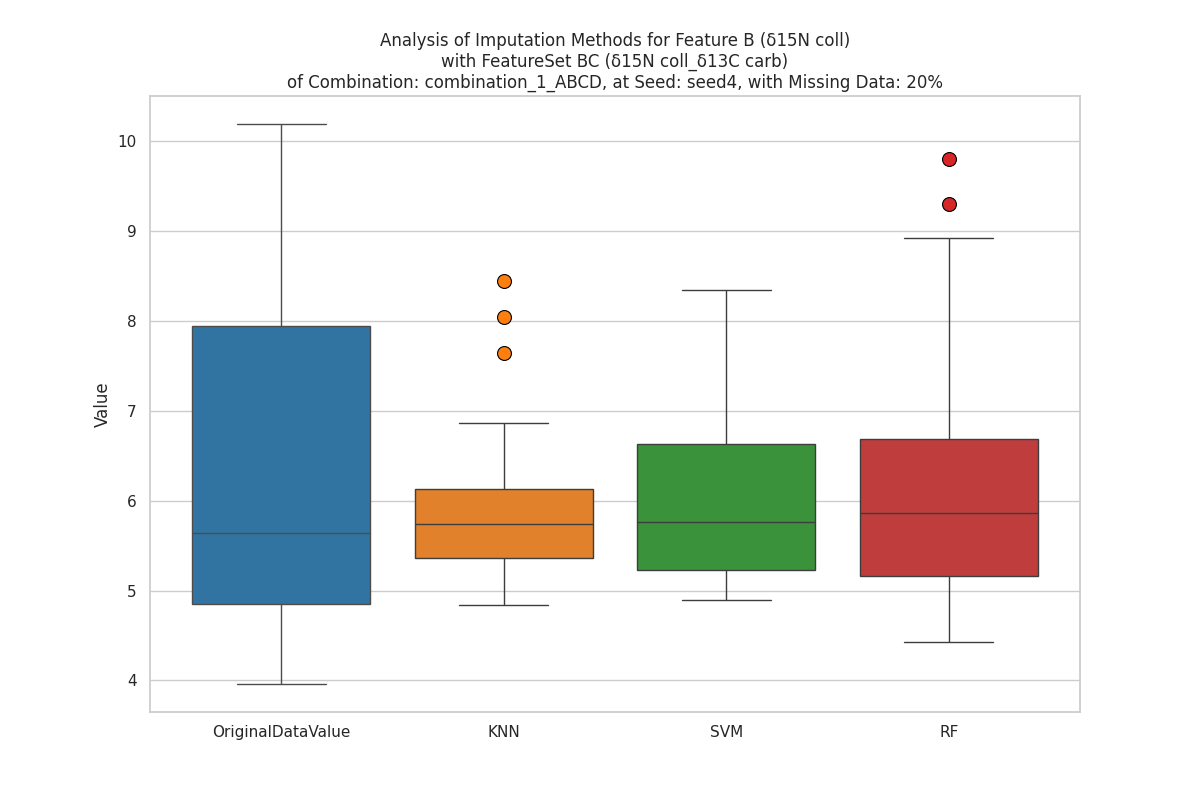 Analysis of Imputation Methods for Feature B (δ15N coll)
with FeatureSet BC (δ15N coll_δ13C carb)
of Combination: combination_1_ABCD, at Seed: seed4, with Missing Data: 20%
10
9
8
7
6
5
4
Value
OriginalDataValue
KNN
SVM
RF